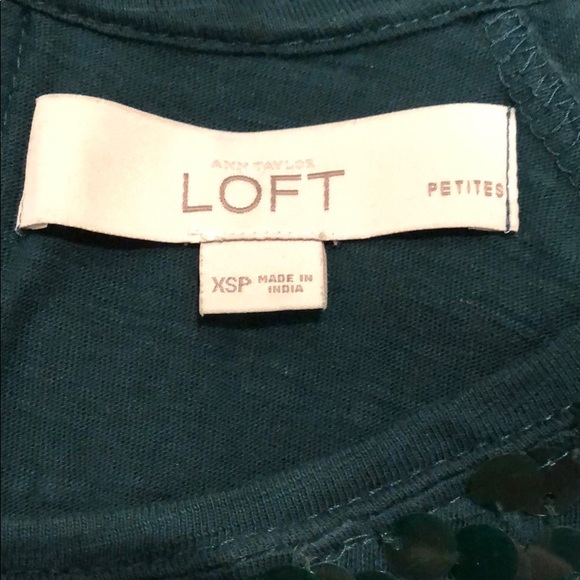 ANN TAYLOR
LOFT
PETITES
XSP MADE IN
INDIA